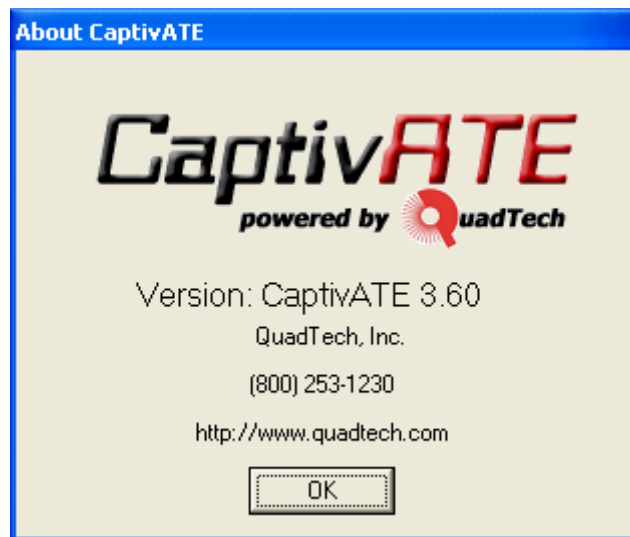 About CaptivATE
CaptivATE
powered by QuadTech
Version: CaptivATE 3.60
QuadTech, Inc.
(800) 253-1230
http://www.quadtech.com
OK